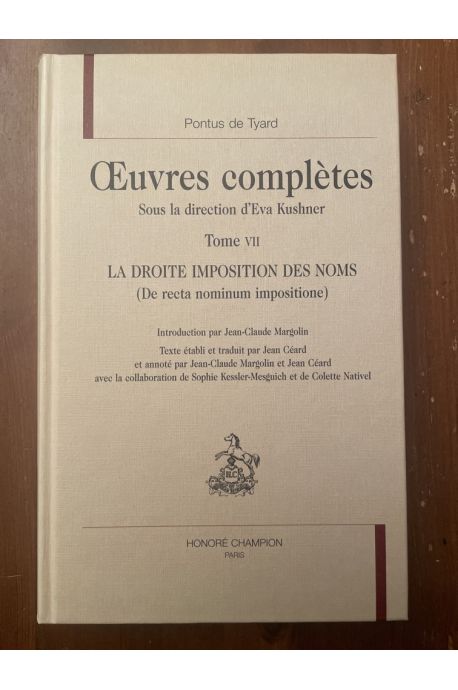 Pontus de Tyard
Œuvres complètes
Sous la direction d'Eva Kushner
Tome VII
LA DROITE IMPOSITION DES NOMS
(De recta nominum impositione)
Introduction par Jean-Claude Margolin
Texte établi et traduit par Jean Céard
et annoté par Jean-Claude Margolin et Jean Céard
avec la collaboration de Sophie Kessler-Mesguich et de Colette Nativel
HONORÉ CHAMPION
PARIS